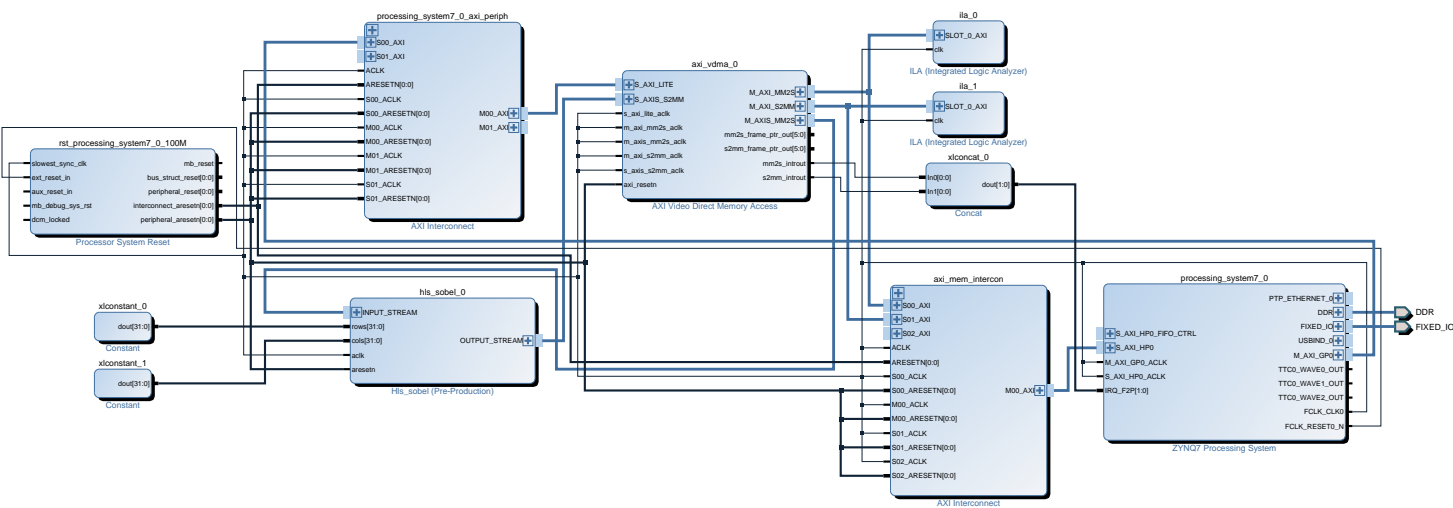 processing_system7_0_axi_periph
S00_AXI
S01_AXI
ACLK
ARESETN[0:0]
S00_ACLK
S00_ARESETN[0:0]
M00_ACLK
M00_ARESETN[0:0]
M01_ACLK
M01_ARESETN[0:0]
S01_ACLK
S01_ARESETN[0:0]
M00_AXI
M01_AXI
AXI Interconnect
rst_processing_system7_0_100M
slowest_sync_clk
ext_reset_in
aux_reset_in
mb_debug_sys_rst
dcm_locked
mb_reset
bus_struct_reset[0:0]
peripheral_reset[0:0]
interconnect_aresetn[0:0]
peripheral_aresetn[0:0]
Processor System Reset
axi_vdma_0
S_AXI_LITE
S_AXIS_S2MM
s_axi_lite_aclk
m_axi_mm2s_aclk
m_axis_mm2s_aclk
m_axi_s2mm_aclk
s_axis_s2mm_aclk
axi_resetn
M_AXI_MM2S
M_AXI_S2MM
M_AXIS_MM2S
mm2s_frame_ptr_out[5:0]
s2mm_frame_ptr_out[5:0]
mm2s_introut
s2mm_introut
AXI Video Direct Memory Access
ila_0
SLOT_0_AXI
clk
ILA (Integrated Logic Analyzer)
ila_1
SLOT_0_AXI
clk
ILA (Integrated Logic Analyzer)
xlconcat_0
In0[0:0]
In1[0:0]
dout[1:0]
Concat
xlconstant_0
dout[31:0]
Constant
xlconstant_1
dout[31:0]
Constant
hls_sobel_0
INPUT_STREAM
rows[31:0]
cols[31:0]
aclk
aresetn
OUTPUT_STREAM
Hls_sobel (Pre-Production)
axi_mem_intercon
S00_AXI
S01_AXI
S02_AXI
ACLK
ARESETN[0:0]
S00_ACLK
S00_ARESETN[0:0]
M00_ACLK
M00_ARESETN[0:0]
S01_ACLK
S01_ARESETN[0:0]
S02_ACLK
S02_ARESETN[0:0]
M00_AXI
AXI Interconnect
processing_system7_0
S_AXI_HP0_FIFO_CTRL
S_AXI_HP0
M_AXI_GP0_ACLK
S_AXI_HP0_ACLK
IRQ_F2P[1:0]
PTP_ETHERNET_0
DDR
FIXED_IO
USBIND_0
M_AXI_GP0
TTC0_WAVE0_OUT
TTC0_WAVE1_OUT
TTC0_WAVE2_OUT
FCLK_CLK0
FCLK_RESET0_N
ZYNQ7 Processing System
DDR
FIXED_IO